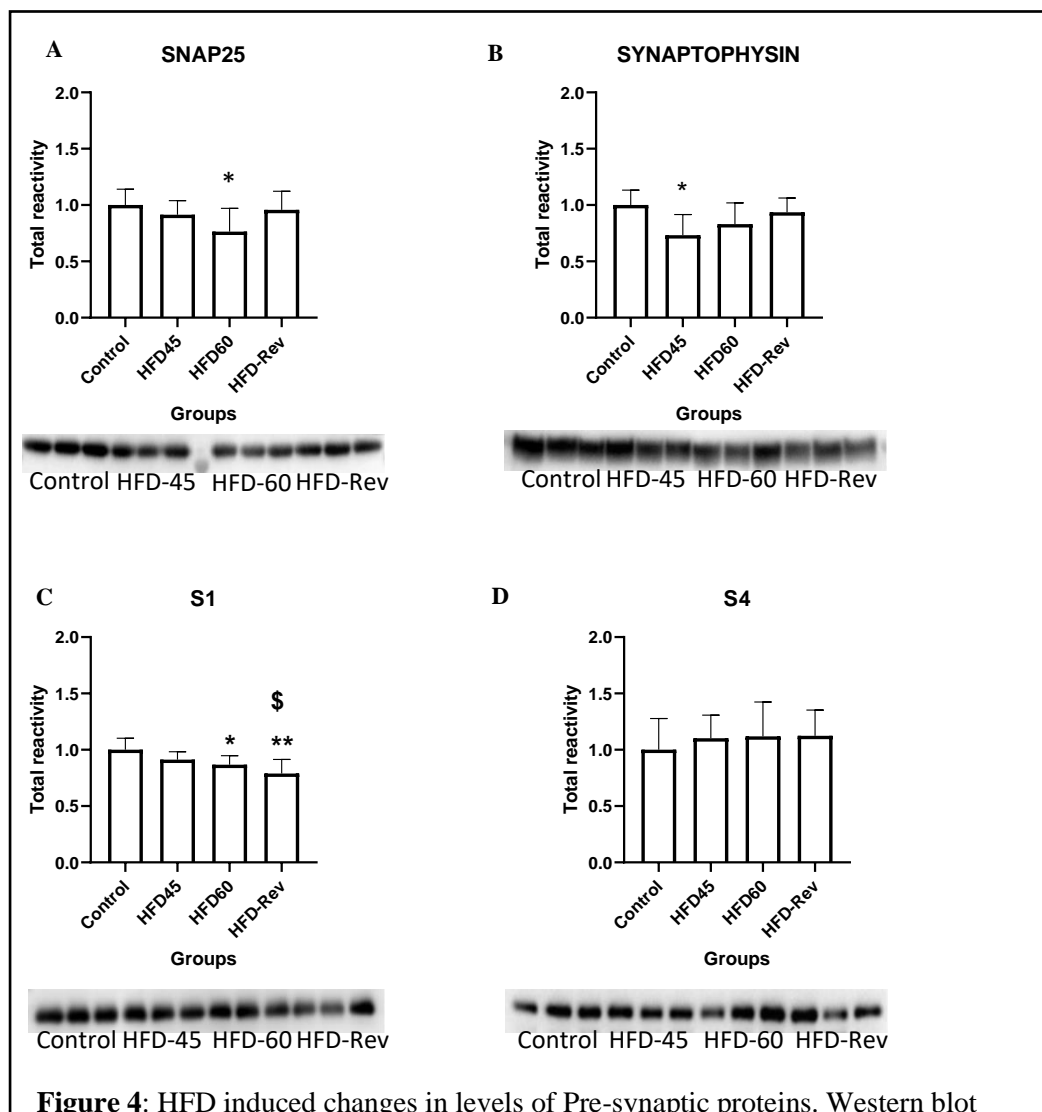 A
SNAP25
2.0
1.5
1.0
0.5
0.0
Total reactivity
*
Control
HFD45
HFD60
HFD-Rev
Groups
Control HFD-45 HFD-60 HFD-Rev
B
SYNAPTOPHYSIN
2.0
1.5
1.0
0.5
0.0
Total reactivity
*
Control
HFD45
HFD60
HFD-Rev
Groups
Control HFD-45 HFD-60 HFD-Rev
C
S1
2.0
1.5
1.0
0.5
0.0
Total reactivity
$
* **
Control
HFD45
HFD60
HFD-Rev
Groups
Control HFD-45 HFD-60 HFD-Rev
D
S4
2.0
1.5
1.0
0.5
0.0
Total reactivity
Control
HFD45
HFD60
HFD-Rev
Groups
Control HFD-45 HFD-60 HFD-Rev
Figure 4: HFD induced changes in levels of Pre-synaptic proteins. Western blot